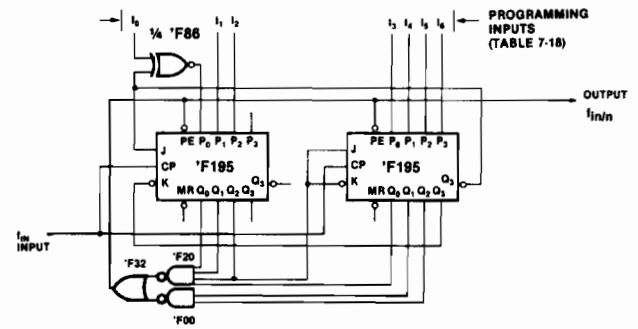 I₀ I₁ I₂ I₃ I₄ I₅ I₆
PROGRAMMING
INPUTS
(TABLE 7-18)
¼ 'F86
OUTPUT
fin/n
PE P₀ P₁ P₂ P₃
PE P₆ P₁ P₂ P₃
J
'F195
J
'F195
CP
CP
K
Q₃
K
Q₃
MR Q₀ Q₁ Q₂ Q₃
MR Q₀ Q₁ Q₂ Q₃
fIN
INPUT
'F32
'F20
'F00